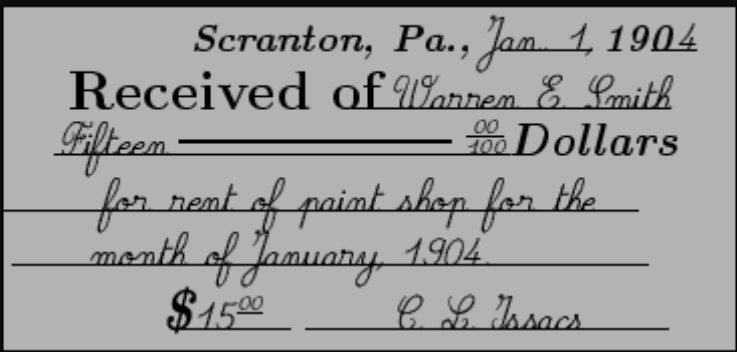 Scranton, Pa., Jan. 1, 1904
Received of Warren E. Smith
Fifteen 00/100 Dollars
for rent of paint shop for the
month of January, 1904.
$15 00 C. L. Issacs